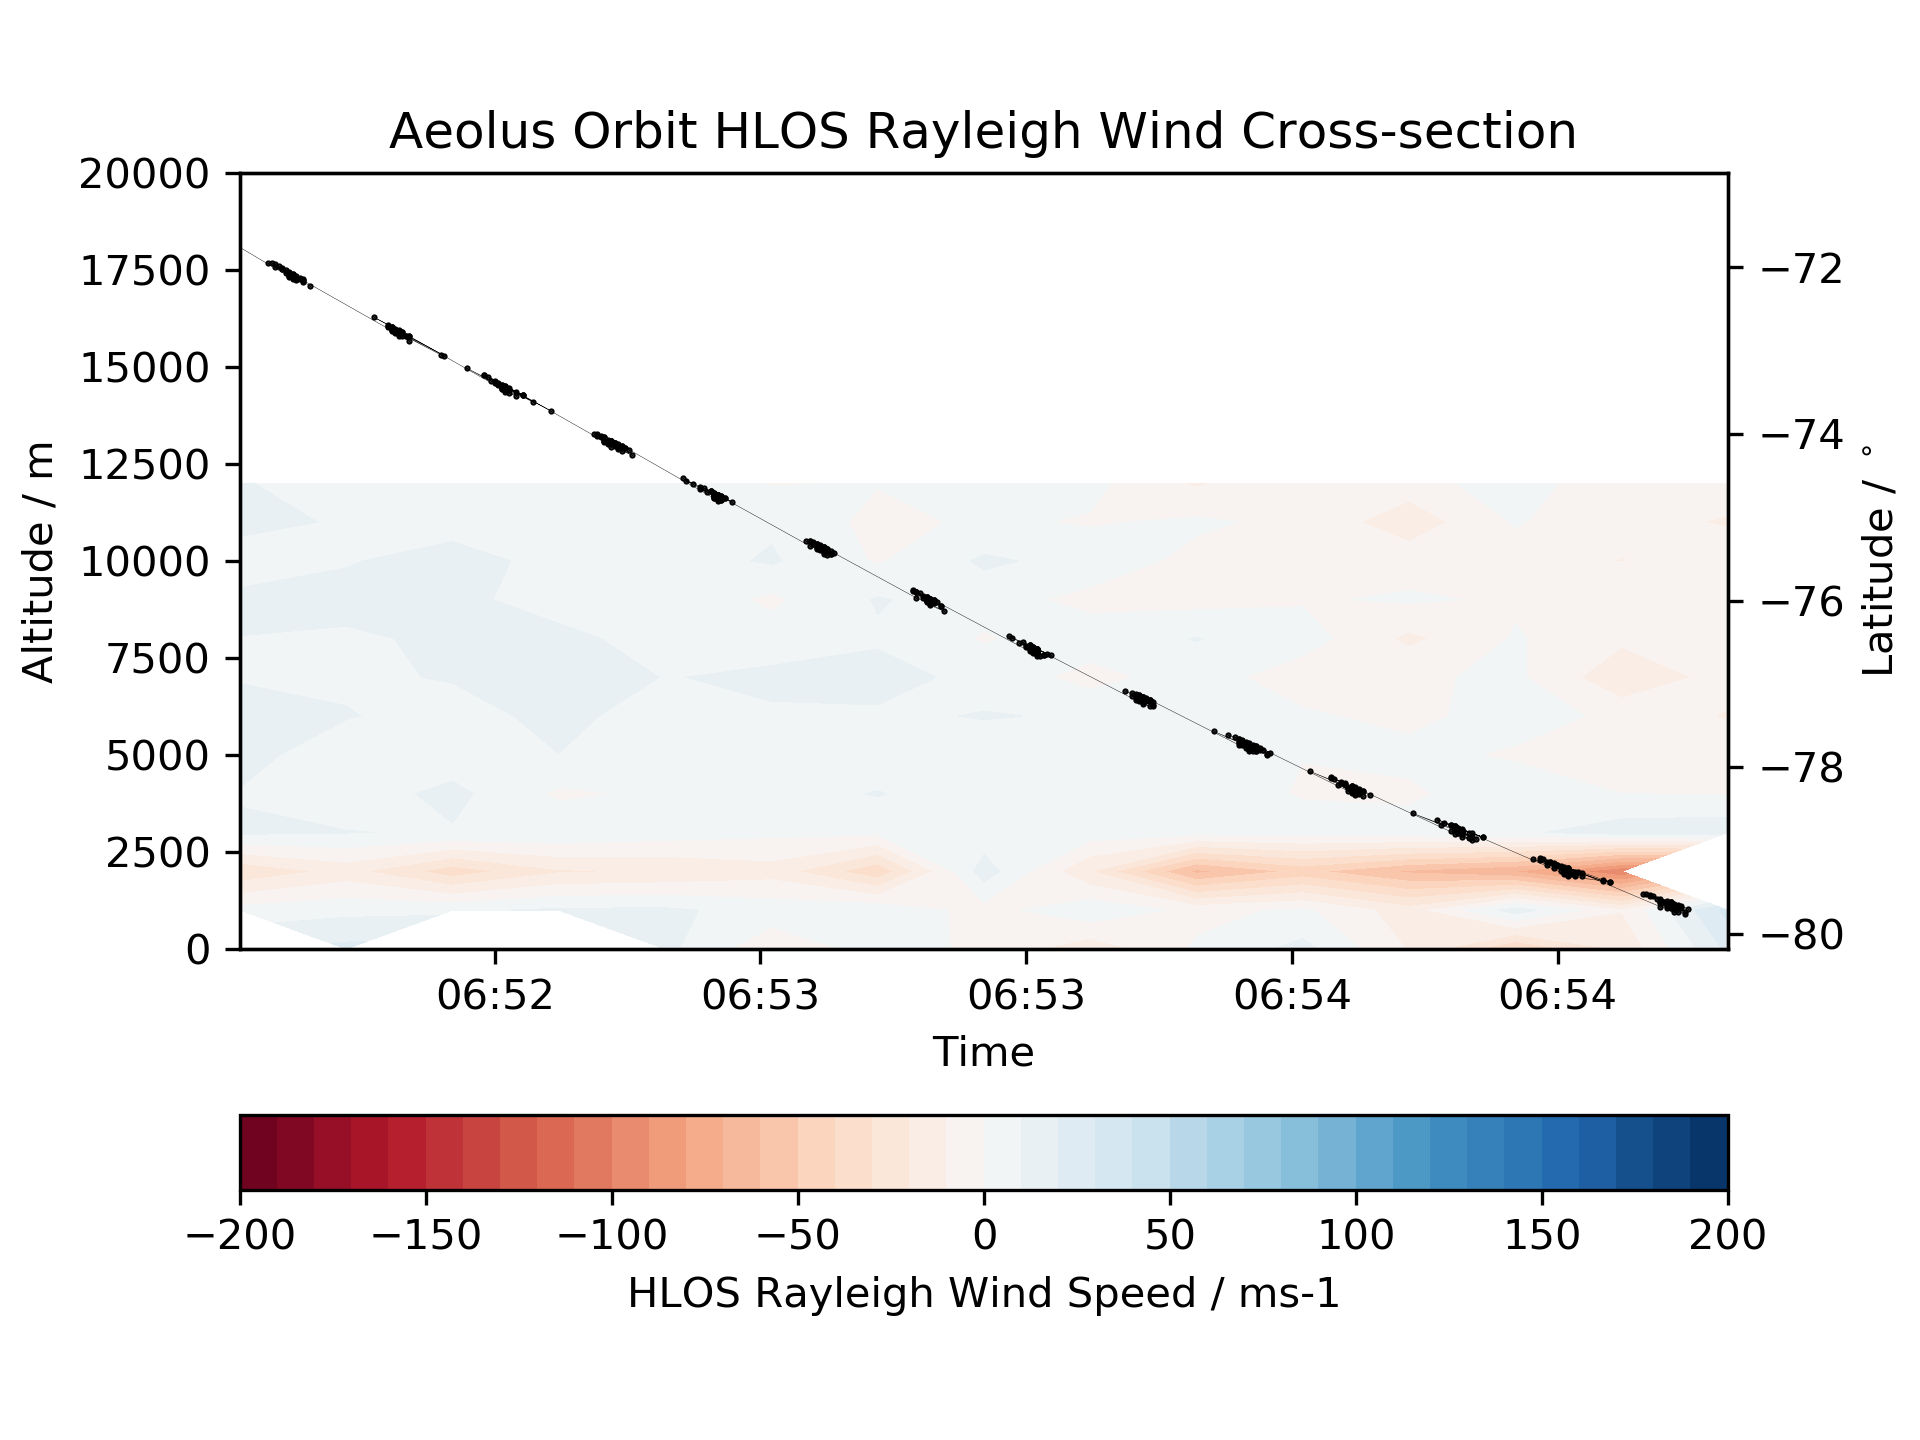 Aeolus Orbit HLOS Rayleigh Wind Cross-section
20000
17500
15000
12500
10000
7500
5000
2500
0
Altitude / m
−72
−74
−76
−78
−80
Latitude / °
06:52 06:53 06:53 06:54 06:54
Time
−200 −150 −100 −50 0 50 100 150 200
HLOS Rayleigh Wind Speed / ms-1